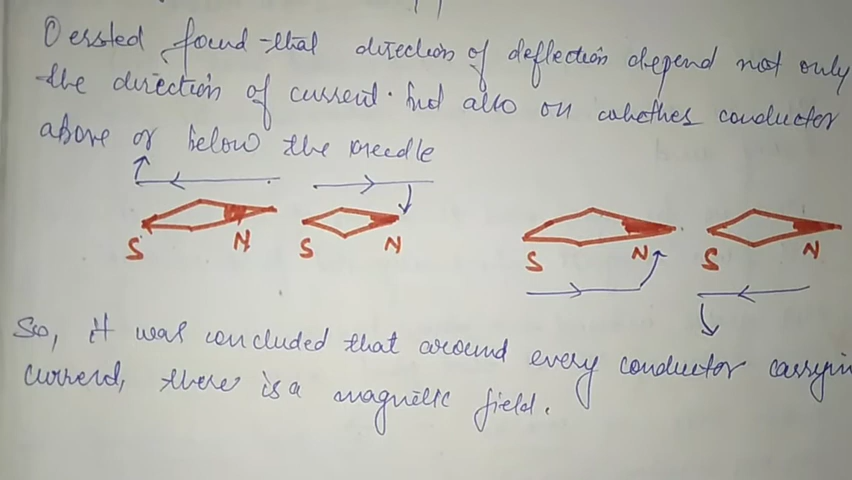 Oersted found that direction of deflection depend not only
the direction of current but also on whether conductor
above or below the needle
S N S N S N S N
So, it was concluded that around every conductor carryin
current, there is a magnetic field.